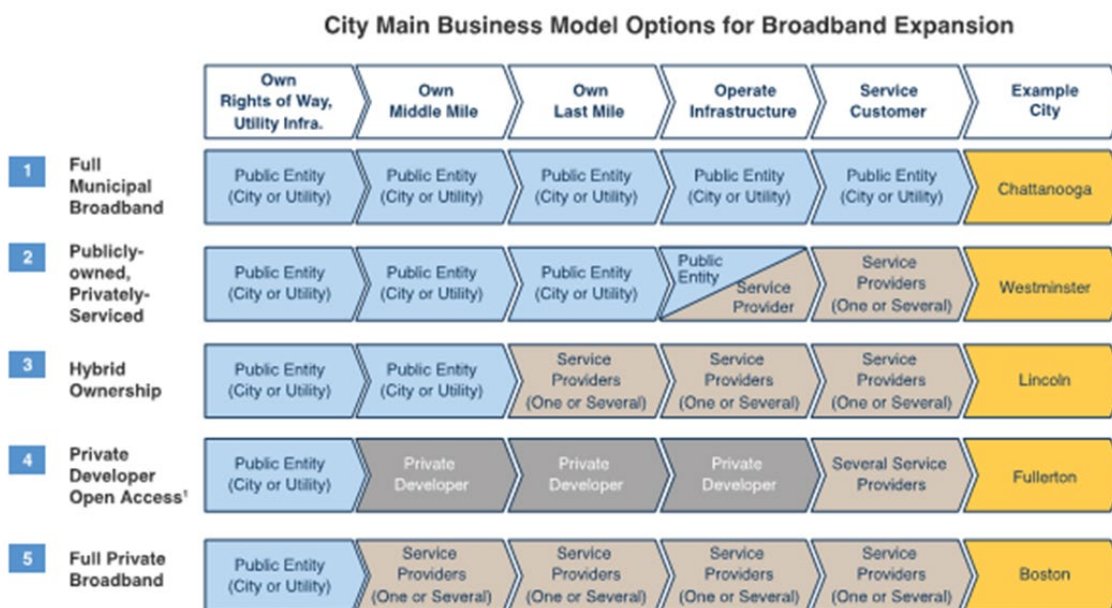 City Main Business Model Options for Broadband Expansion
Own
Rights of Way,
Utility Infra.
Own
Middle Mile
Own
Last Mile
Operate
Infrastructure
Service
Customer
Example
City
1
Full
Municipal
Broadband
Public Entity
(City or Utility)
Public Entity
(City or Utility)
Public Entity
(City or Utility)
Public Entity
(City or Utility)
Public Entity
(City or Utility)
Chattanooga
2
Publicly-
owned,
Privately-
Serviced
Public Entity
(City or Utility)
Public Entity
(City or Utility)
Public Entity
(City or Utility)
Public
Entity
Service
Provider
Service
Providers
(One or Several)
Westminster
3
Hybrid
Ownership
Public Entity
(City or Utility)
Public Entity
(City or Utility)
Service
Providers
(One or Several)
Service
Providers
(One or Several)
Service
Providers
(One or Several)
Lincoln
4
Private
Developer
Open Access¹
Public Entity
(City or Utility)
Private
Developer
Private
Developer
Private
Developer
Several Service
Providers
Fullerton
5
Full Private
Broadband
Public Entity
(City or Utility)
Service
Providers
(One or Several)
Service
Providers
(One or Several)
Service
Providers
(One or Several)
Service
Providers
(One or Several)
Boston